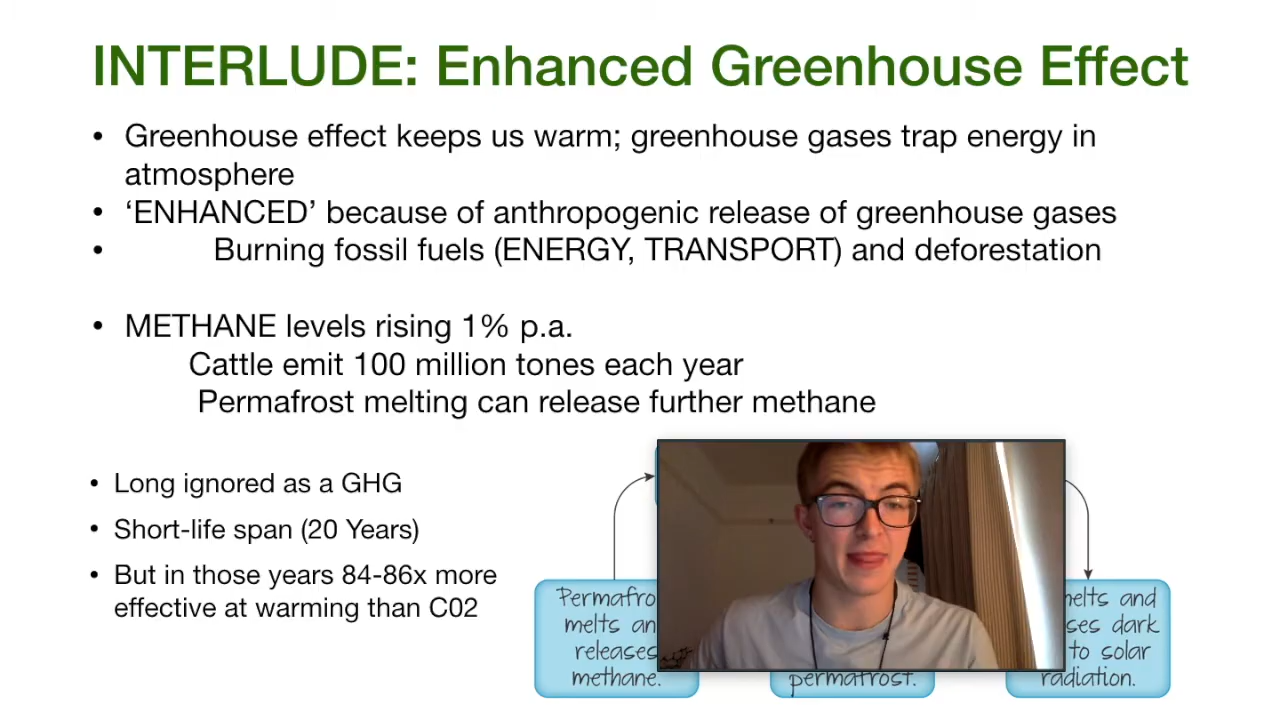 INTERLUDE: Enhanced Greenhouse Effect
• Greenhouse effect keeps us warm; greenhouse gases trap energy in
atmosphere
• ‘ENHANCED’ because of anthropogenic release of greenhouse gases
• Burning fossil fuels (ENERGY, TRANSPORT) and deforestation
• METHANE levels rising 1% p.a.
Cattle emit 100 million tones each year
Permafrost melting can release further methane
• Long ignored as a GHG
• Short-life span (20 Years)
• But in those years 84-86x more
effective at warming than C02
Permafro
melts an
releases
methane.
permafrost.
melts and
ses dark
to solar
radiation.